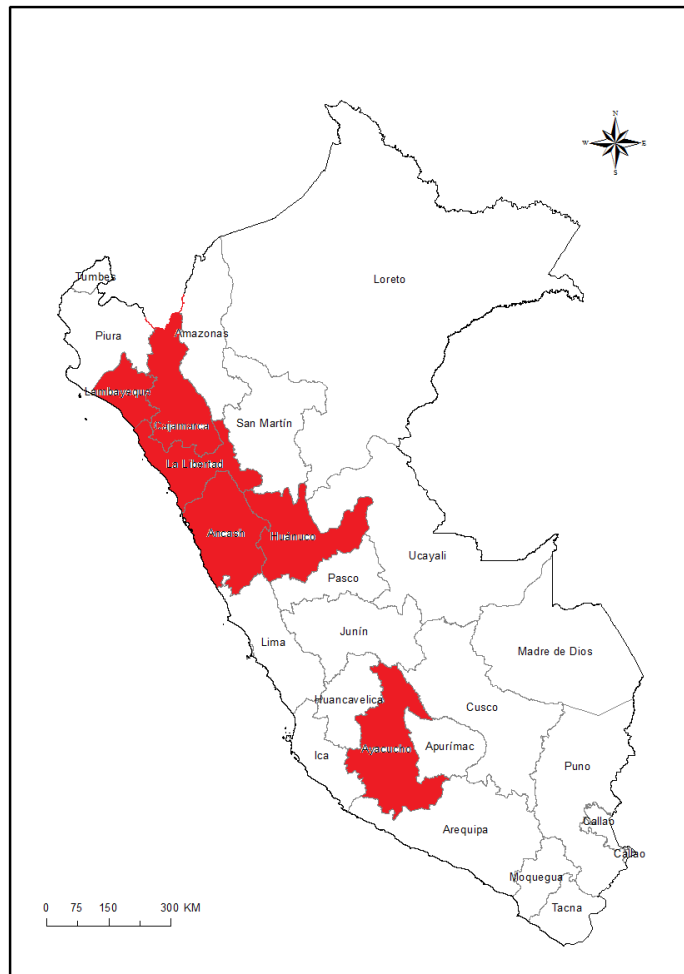 N
W E
S
Loreto
Tumbes
Piura
Amazonas
Lambayeque
San Martín
Cajamarca
La Libertad
Ancash
Huánuco
Ucayali
Pasco
Lima
Junín
Madre de Dios
Huancavelica
Cusco
Ica
Ayacucho
Apurímac
Puno
Callao
Arequipa
Callao
Moquegua
Tacna
0 75 150 300 KM